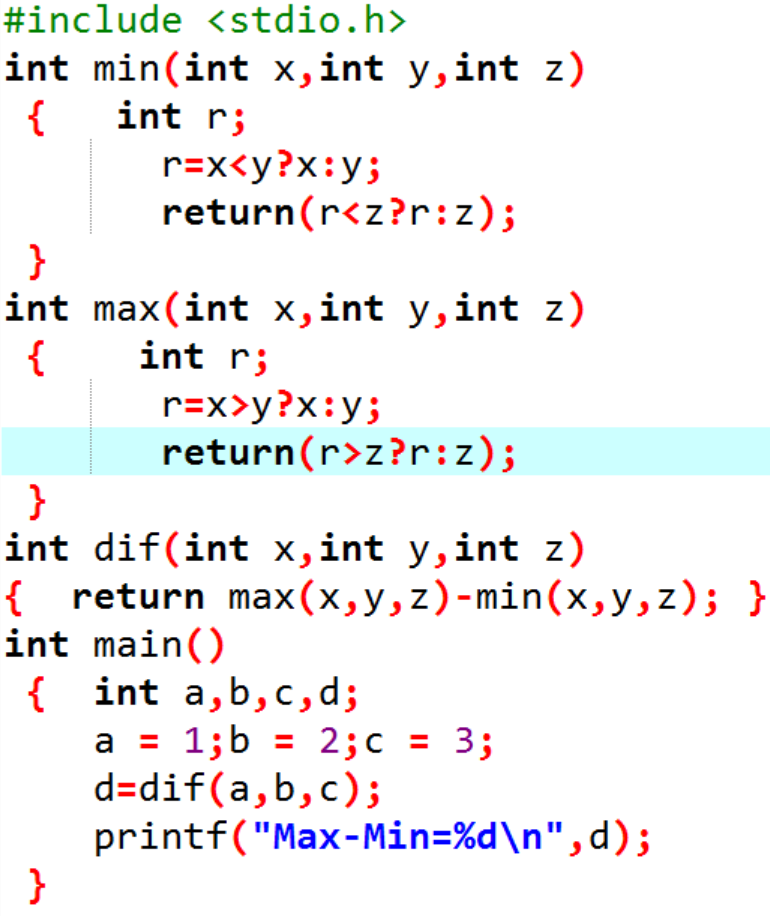 #include <stdio.h>
int min(int x,int y,int z)
{   int r;
r=x<y?x:y;
return(r<z?r:z);
}
int max(int x,int y,int z)
{    int r;
r=x>y?x:y;
return(r>z?r:z);
}
int dif(int x,int y,int z)
{  return max(x,y,z)-min(x,y,z); }
int main()
{  int a,b,c,d;
a = 1;b = 2;c = 3;
d=dif(a,b,c);
printf("Max-Min=%d\n",d);
}